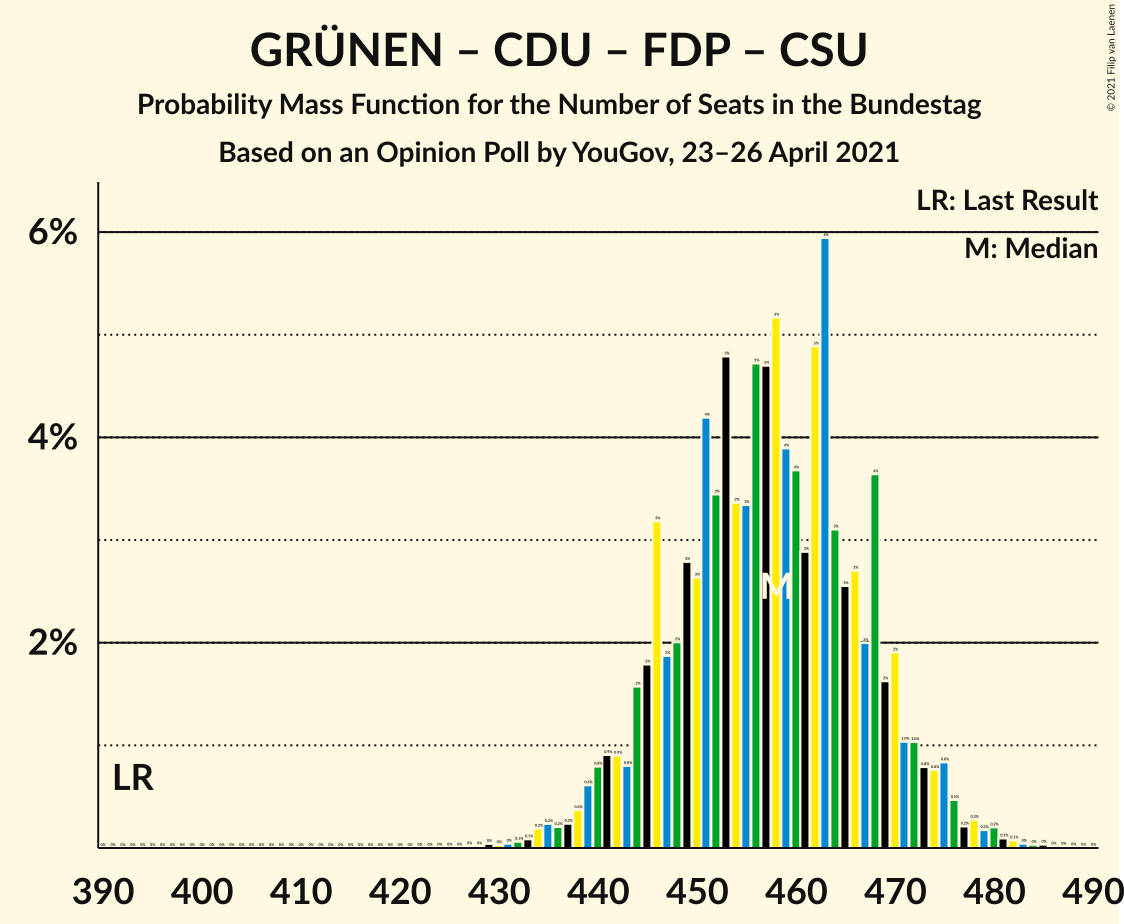 GRÜNEN – CDU – FDP – CSU
Probability Mass Function for the Number of Seats in the Bundestag
Based on an Opinion Poll by YouGov, 23–26 April 2021
© 2021 Filip van Laenen
LR: Last Result
M: Median
6%
4%
2%
LR
M
390 400 410 420 430 440 450 460 470 480 490